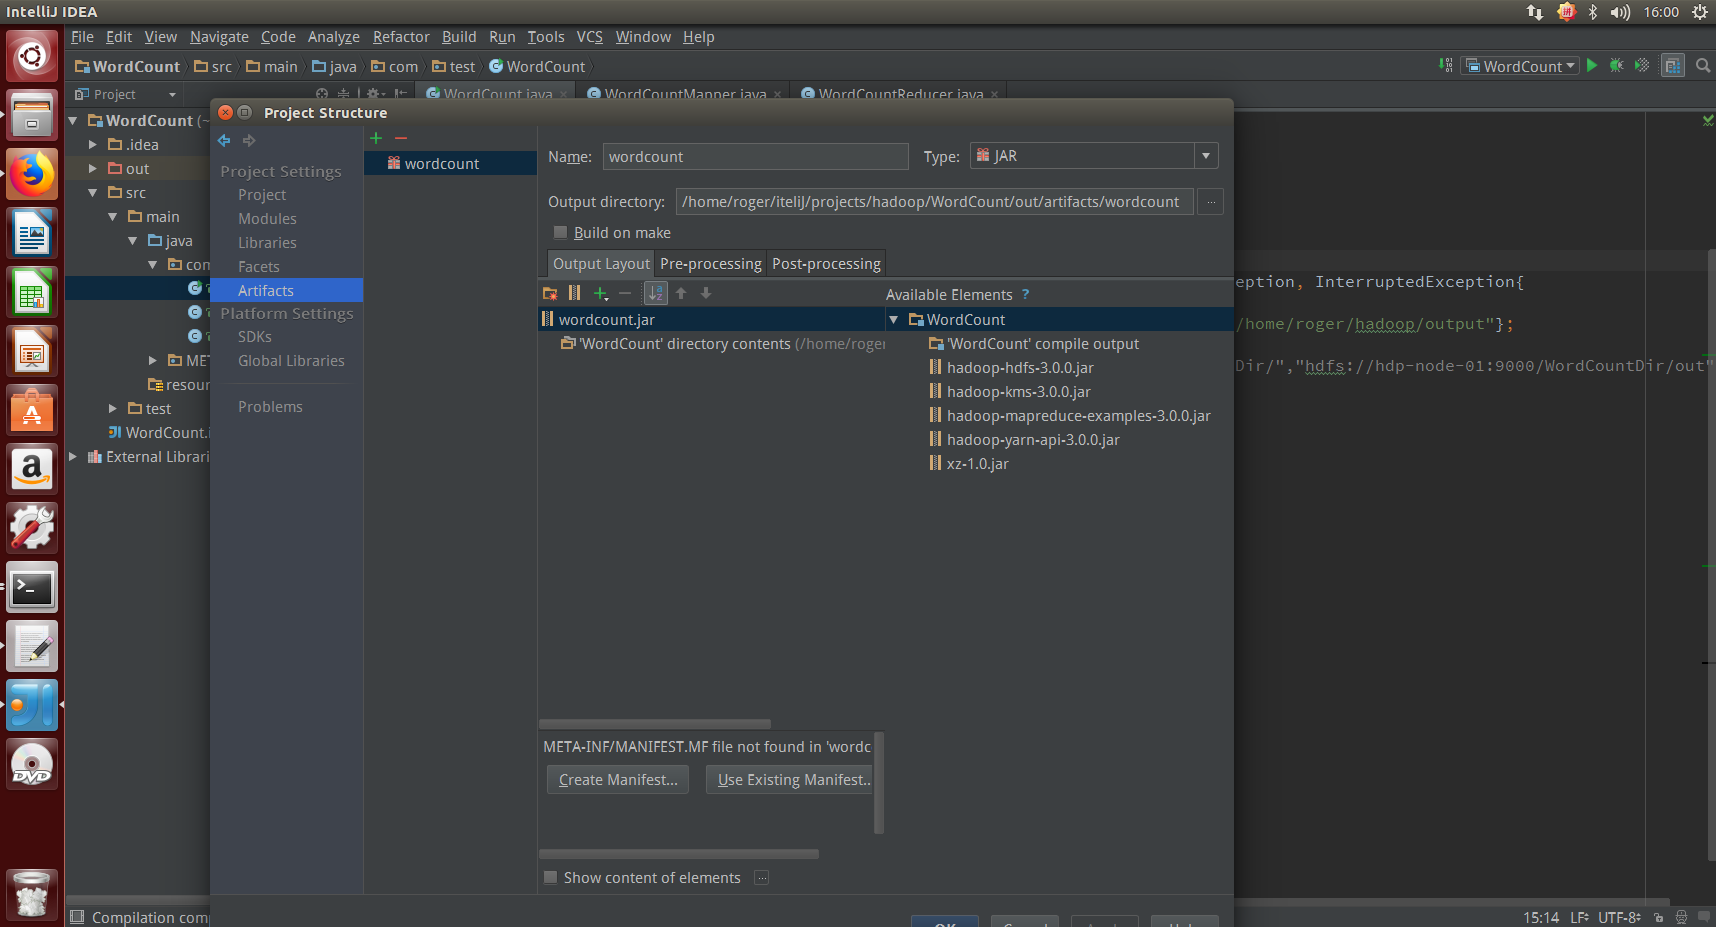 IntelliJ IDEA
16:00
File Edit View Navigate Code Analyze Refactor Build Run Tools VCS Window Help
WordCount src main java com test WordCount
WordCount
Project
WordCount.java WordCountMapper.java WordCountReducer.java
WordCount (~
.idea
out
src
main
java
com
META
resour
test
WordCount.i
External Librari
Project Structure
Project Settings
Project
Modules
Libraries
Facets
Artifacts
Platform Settings
SDKs
Global Libraries
Problems
wordcount
Name: wordcount Type: JAR
Output directory: /home/roger/iteliJ/projects/hadoop/WordCount/out/artifacts/wordcount ...
Build on make
Output Layout Pre-processing Post-processing
Available Elements ?
wordcount.jar
'WordCount' directory contents (/home/roger
WordCount
'WordCount' compile output
hadoop-hdfs-3.0.0.jar
hadoop-kms-3.0.0.jar
hadoop-mapreduce-examples-3.0.0.jar
hadoop-yarn-api-3.0.0.jar
xz-1.0.jar
META-INF/MANIFEST.MF file not found in 'wordc
Create Manifest... Use Existing Manifest..
Show content of elements ...
eption, InterruptedException{
/home/roger/hadoop/output"};
Dir/","hdfs://hdp-node-01:9000/WordCountDir/out"
Compilation com
15:14 LF UTF-8